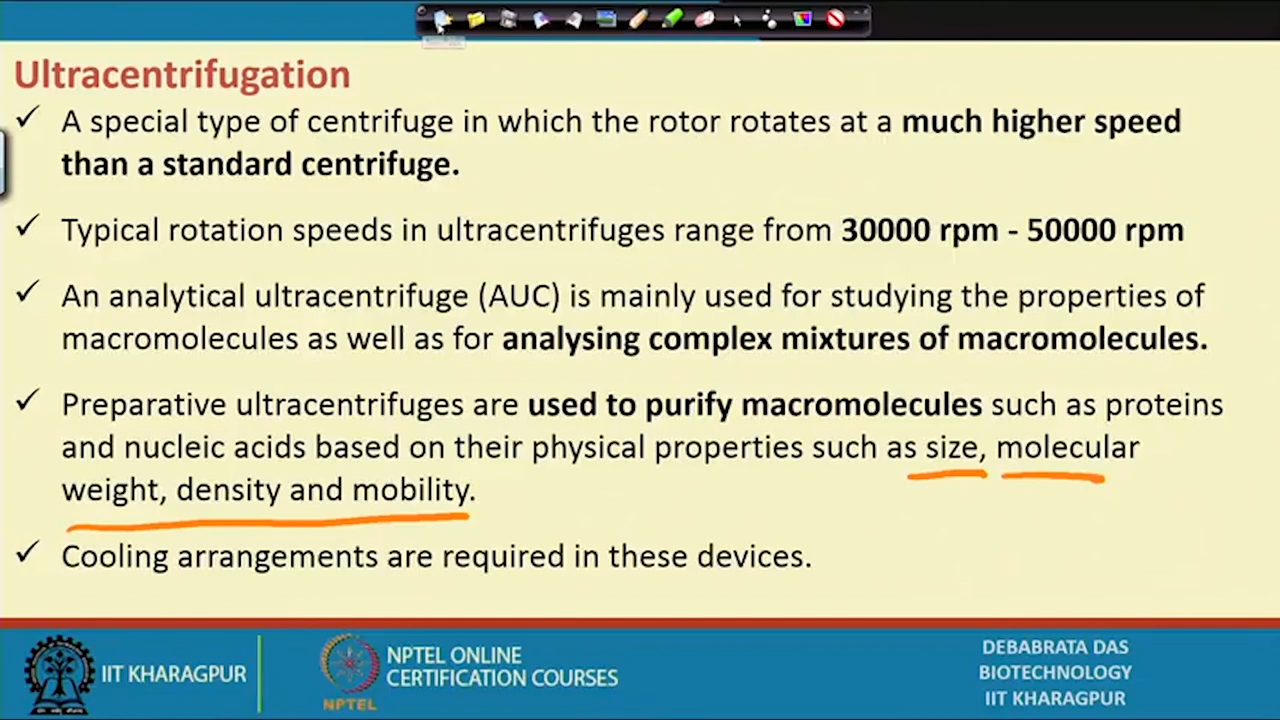 Ultracentrifugation
✓ A special type of centrifuge in which the rotor rotates at a much higher speed
than a standard centrifuge.
✓ Typical rotation speeds in ultracentrifuges range from 30000 rpm - 50000 rpm
✓ An analytical ultracentrifuge (AUC) is mainly used for studying the properties of
macromolecules as well as for analysing complex mixtures of macromolecules.
✓ Preparative ultracentrifuges are used to purify macromolecules such as proteins
and nucleic acids based on their physical properties such as size, molecular
weight, density and mobility.
✓ Cooling arrangements are required in these devices.
IIT KHARAGPUR
NPTEL
NPTEL ONLINE
CERTIFICATION COURSES
DEBABRATA DAS
BIOTECHNOLOGY
IIT KHARAGPUR